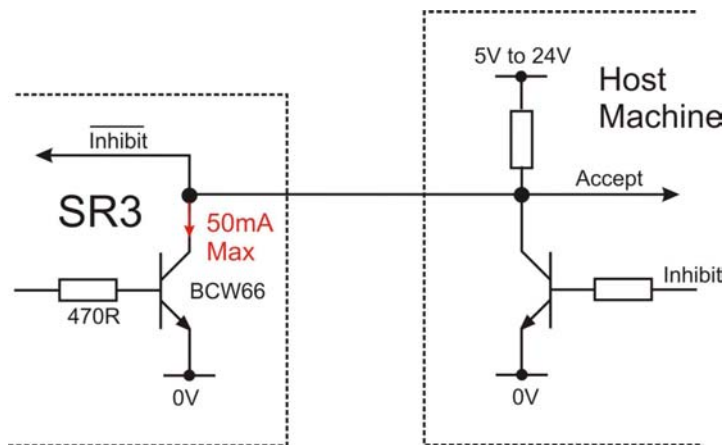 5V to 24V
Host
Machine
Inhibit
Accept
SR3
50mA
Max
BCW66
Inhibit
470R
0V
0V